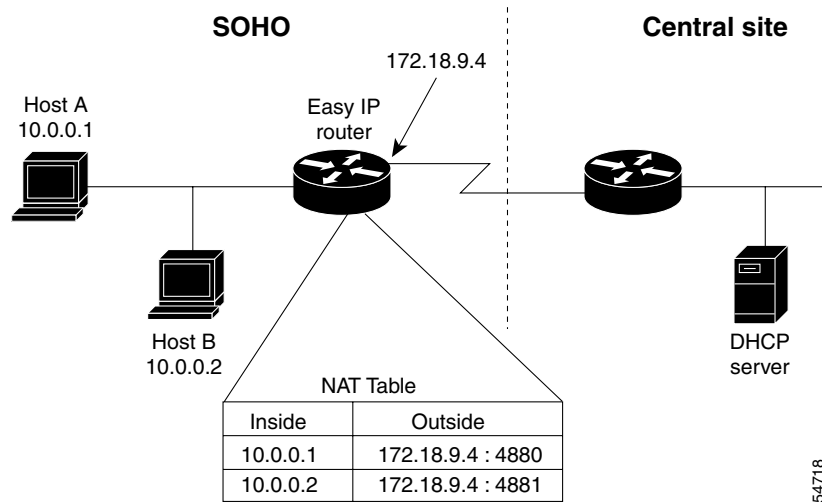 SOHO
Central site
172.18.9.4
Host A
10.0.0.1
Easy IP
router
Host B
10.0.0.2
DHCP
server
NAT Table
Inside
Outside
10.0.0.1
172.18.9.4 : 4880
10.0.0.2
172.18.9.4 : 4881
54718